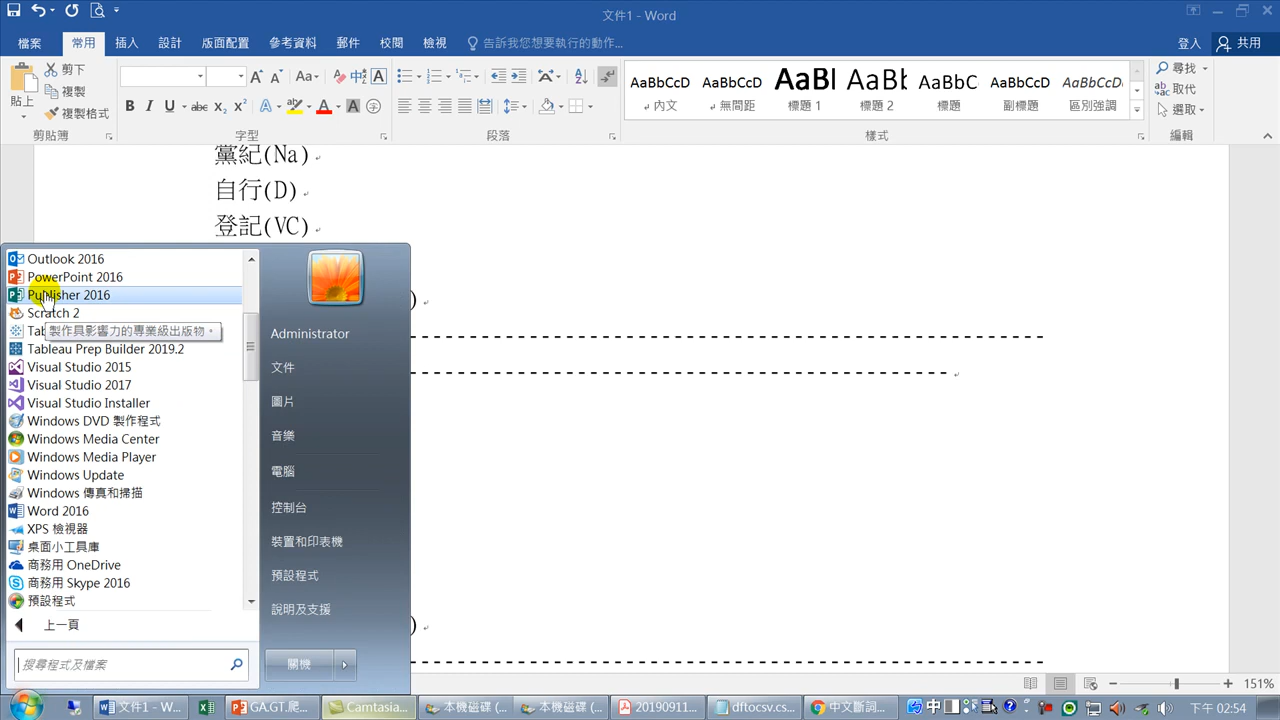 文件1 - Word
檔案 常用 插入 設計 版面配置 參考資料 郵件 校閱 檢視 告訴我您想要執行的動作... 登入 共用
貼上 剪下 複製 複製格式
AaBbCcD AaBbCcD AaBl AaBb AaBbC AaBbCcD AaBbCcD
↵ 內文 ↵ 無間距 標題 1 標題 2 標題 副標題 區別強調
尋找 取代 選取
剪貼簿 字型 段落 樣式 編輯
黨紀(Na)
自行(D)
登記(VC)
Outlook 2016
PowerPoint 2016
Publisher 2016
Scratch 2
Tab
製作具影響力的專業級出版物。
Tableau Prep Builder 2019.2
Visual Studio 2015
Visual Studio 2017
Visual Studio Installer
Windows DVD 製作程式
Windows Media Center
Windows Media Player
Windows Update
Windows 傳真和掃描
Word 2016
XPS 檢視器
桌面小工具庫
商務用 OneDrive
商務用 Skype 2016
預設程式
上一頁
搜尋程式及檔案
Administrator
文件
圖片
音樂
電腦
控制台
裝置和印表機
預設程式
說明及支援
關機
151%
文件1 - W... GA.GT.爬... Camtasia... 本機磁碟 (... 本機磁碟 (... 20190911... dftocsv.cs... 中文斷詞... 中 下午 02:54